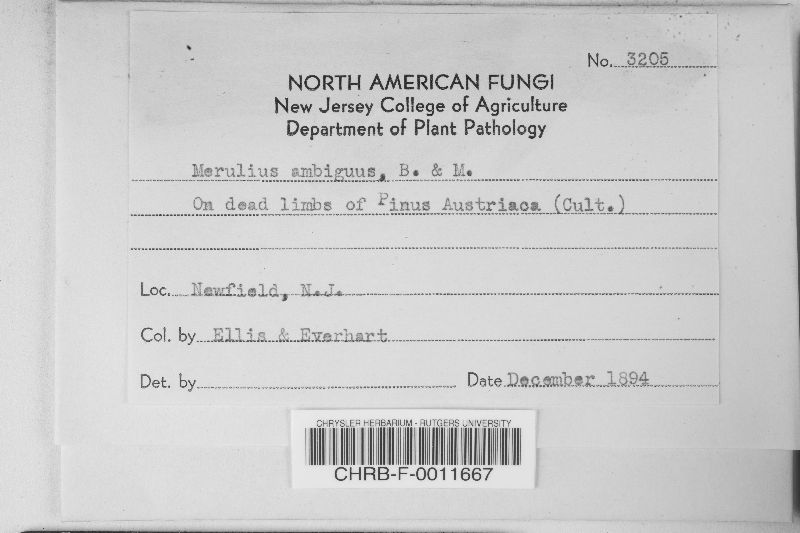 No. 3205
NORTH AMERICAN FUNGI
New Jersey College of Agriculture
Department of Plant Pathology
Merulius ambiguus, B. & M.
On dead limbs of Pinus Austriaca (Cult.)
Loc. Newfield, N.J.
Col. by Ellis & Everhart
Det. by
Date December 1894
CHRYSLER HERBARIUM - RUTGERS UNIVERSITY
CHRB-F-0011667